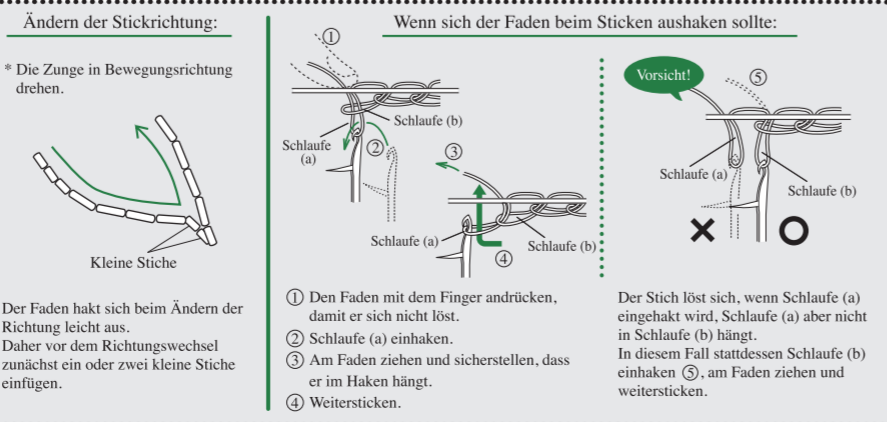 Ändern der Stickrichtung:
* Die Zunge in Bewegungsrichtung
drehen.
Kleine Stiche
Der Faden hakt sich beim Ändern der
Richtung leicht aus.
Daher vor dem Richtungswechsel
zunächst ein oder zwei kleine Stiche
einfügen.
Wenn sich der Faden beim Sticken aushaken sollte:
①
Schlaufe (b)
Schlaufe
(a)
②
③
Schlaufe (a)
Schlaufe (b)
④
① Den Faden mit dem Finger andrücken,
damit er sich nicht löst.
② Schlaufe (a) einhaken.
③ Am Faden ziehen und sicherstellen, dass
er im Haken hängt.
④ Weitersticken.
Vorsicht!
⑤
Schlaufe (a)
Schlaufe (b)
Der Stich löst sich, wenn Schlaufe (a)
eingehakt wird, Schlaufe (a) aber nicht
in Schlaufe (b) hängt.
In diesem Fall stattdessen Schlaufe (b)
einhaken ⑤, am Faden ziehen und
weitersticken.